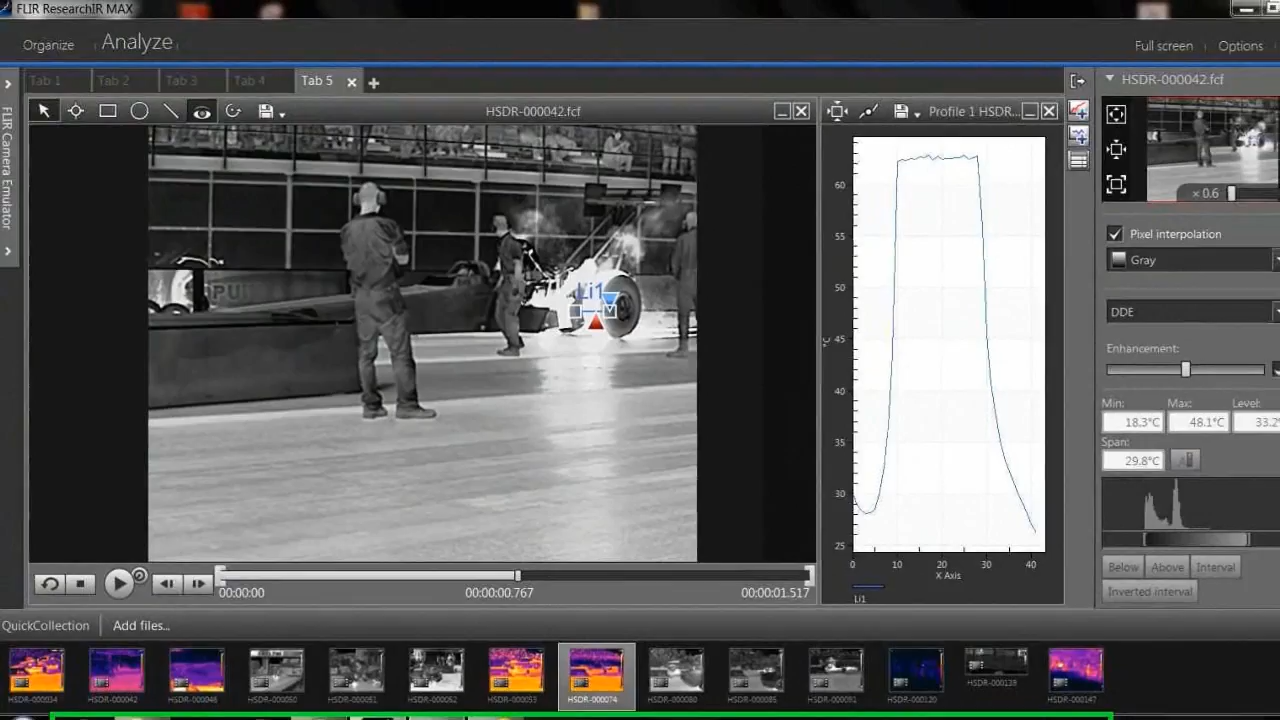 FLIR ResearchIR MAX
Organize
Analyze
Full screen
Options
Tab 1
Tab 2
Tab 3
Tab 4
Tab 5
HSDR-000042.fcf
Profile 1 HSDR...
HSDR-000042.fcf
FLIR Camera Emulator
× 0.6
Pixel interpolation
Gray
DDE
Enhancement:
Min:
Max:
Level:
18.3°C
48.1°C
33.2°
Span:
29.8°C
Below
Above
Interval
Inverted interval
Li1
60
55
50
45
40
35
30
25
°C
0
10
20
30
40
X Axis
Li1
00:00:00
00:00:00.767
00:00:01.517
QuickCollection
Add files...
HSDR-000034
HSDR-000042
HSDR-000046
HSDR-000050
HSDR-000051
HSDR-000052
HSDR-000053
HSDR-000074
HSDR-000080
HSDR-000085
HSDR-000091
HSDR-000120
HSDR-000139
HSDR-000147